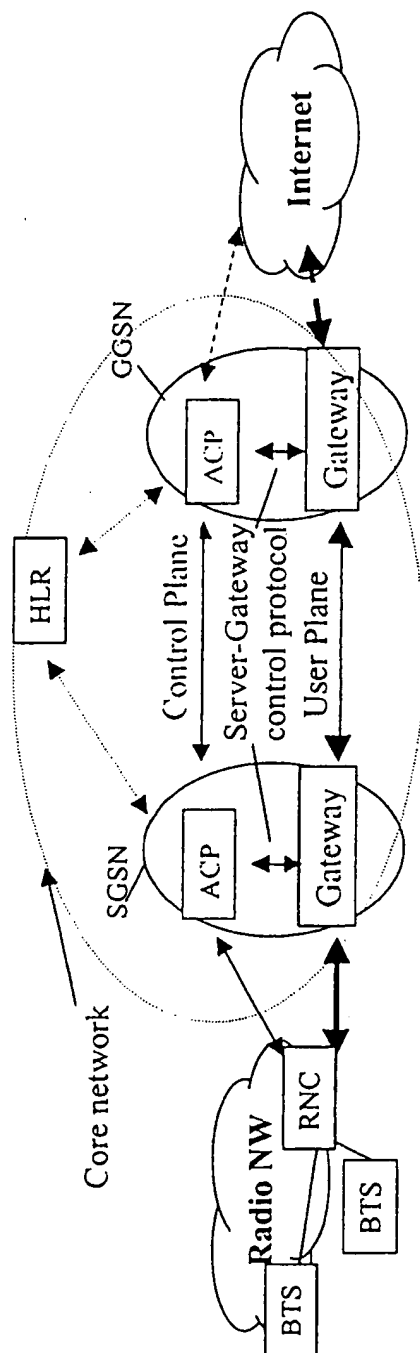 Core network
HLR
SGSN
GGSN
ACP
Control Plane
ACP
Server-Gateway
control protocol
Internet
Radio NW
RNC
Gateway
User Plane
Gateway
BTS
BTS